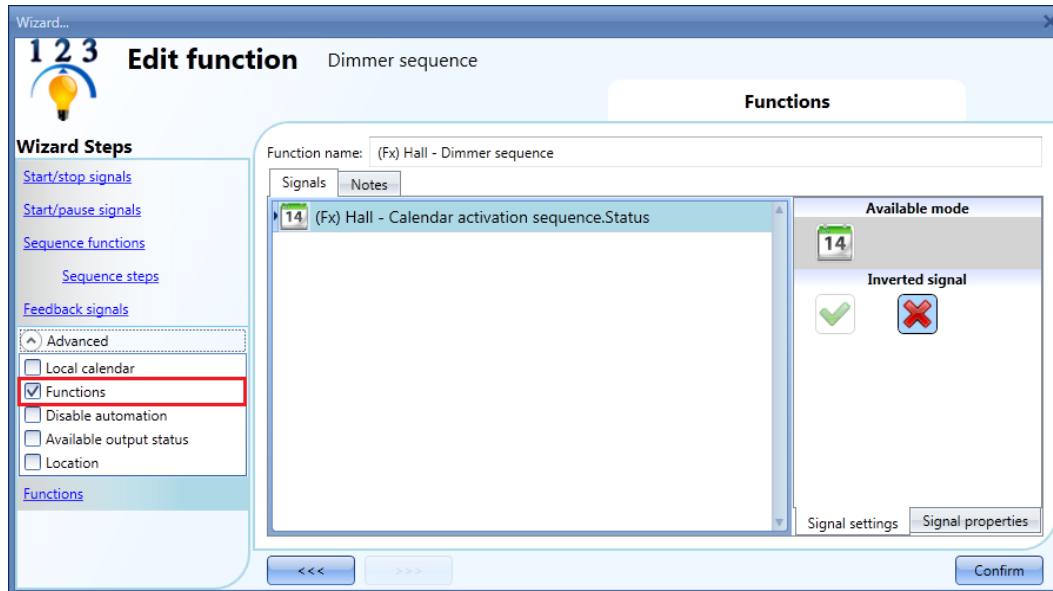 Wizard...
1 2 3
Edit function Dimmer sequence
Functions
Wizard Steps
Start/stop signals
Start/pause signals
Sequence functions
Sequence steps
Feedback signals
Advanced
Local calendar
Functions
Disable automation
Available output status
Location
Functions
Function name: (Fx) Hall - Dimmer sequence
Signals Notes
14 (Fx) Hall - Calendar activation sequence.Status
Available mode
14
Inverted signal
Signal settings Signal properties
<<< >>> Confirm